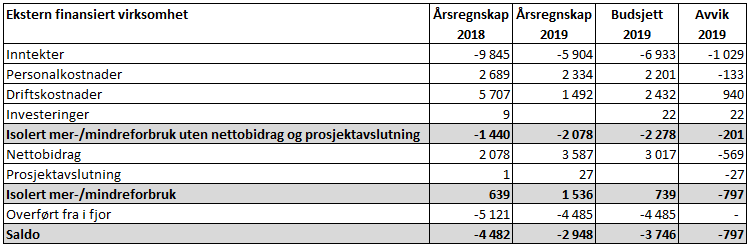 Ekstern finansiert virksomhet Årsregnskap 2018 Årsregnskap 2019 Budsjett 2019 Avvik 2019
Inntekter -9 845 -5 904 -6 933 -1 029
Personalkostnader 2 689 2 334 2 201 -133
Driftskostnader 5 707 1 492 2 432 940
Investeringer 9 22 22
Isolert mer-/mindreforbruk uten nettobidrag og prosjektavslutning -1 440 -2 078 -2 278 -201
Nettobidrag 2 078 3 587 3 017 -569
Prosjektavslutning 1 27 -27
Isolert mer-/mindreforbruk 639 1 536 739 -797
Overført fra i fjor -5 121 -4 485 -4 485 -
Saldo -4 482 -2 948 -3 746 -797